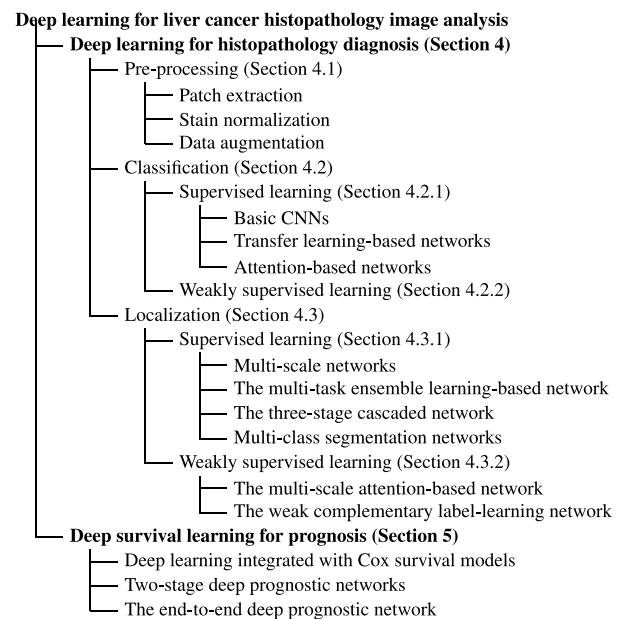 Deep learning for liver cancer histopathology image analysis
Deep learning for histopathology diagnosis (Section 4)
Pre-processing (Section 4.1)
Patch extraction
Stain normalization
Data augmentation
Classification (Section 4.2)
Supervised learning (Section 4.2.1)
Basic CNNs
Transfer learning-based networks
Attention-based networks
Weakly supervised learning (Section 4.2.2)
Localization (Section 4.3)
Supervised learning (Section 4.3.1)
Multi-scale networks
The multi-task ensemble learning-based network
The three-stage cascaded network
Multi-class segmentation networks
Weakly supervised learning (Section 4.3.2)
The multi-scale attention-based network
The weak complementary label-learning network
Deep survival learning for prognosis (Section 5)
Deep learning integrated with Cox survival models
Two-stage deep prognostic networks
The end-to-end deep prognostic network